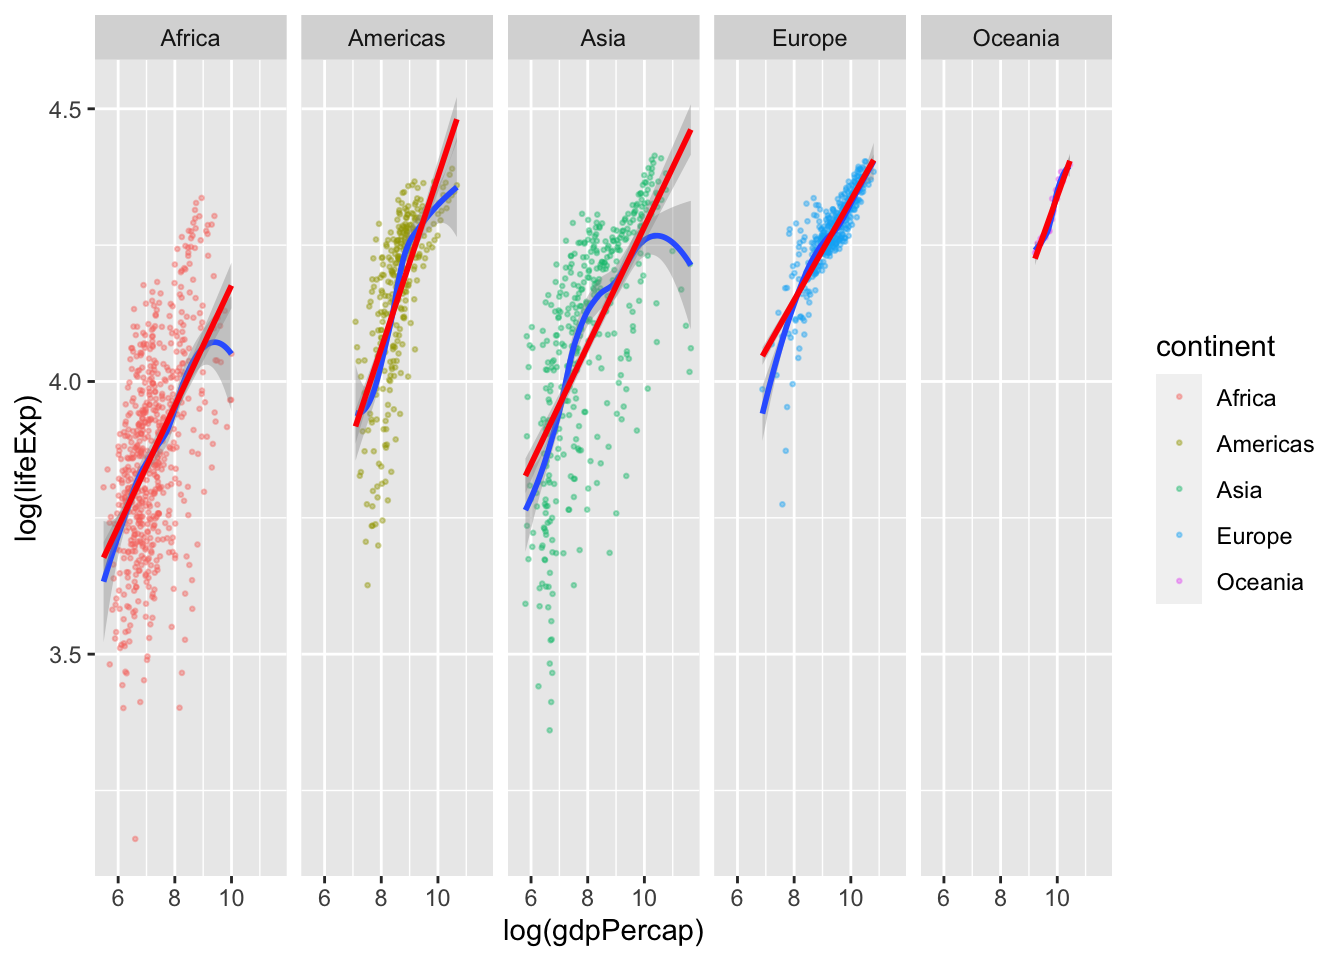 Africa Americas Asia Europe Oceania
4.5
4.0
3.5
log(lifeExp)
6 8 10 6 8 10 6 8 10 6 8 10 6 8 10
log(gdpPercap)
continent
Africa
Americas
Asia
Europe
Oceania